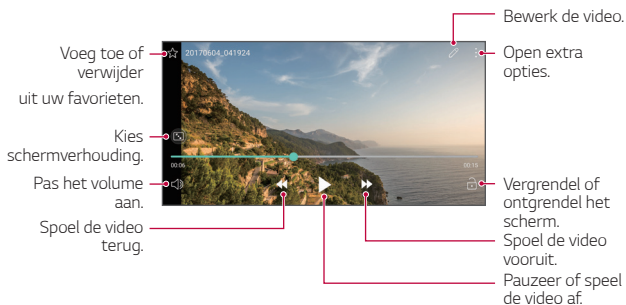 Bewerk de video.
Voeg toe of
verwijder
uit uw favorieten.
20170604_041924
Open extra
opties.
Kies
schermverhouding.
00:06
00:10
Pas het volume
aan.
Vergrendel of
ontgrendel het
scherm.
Spoel de video
terug.
Spoel de video
vooruit.
Pauzeer of speel
de video af.